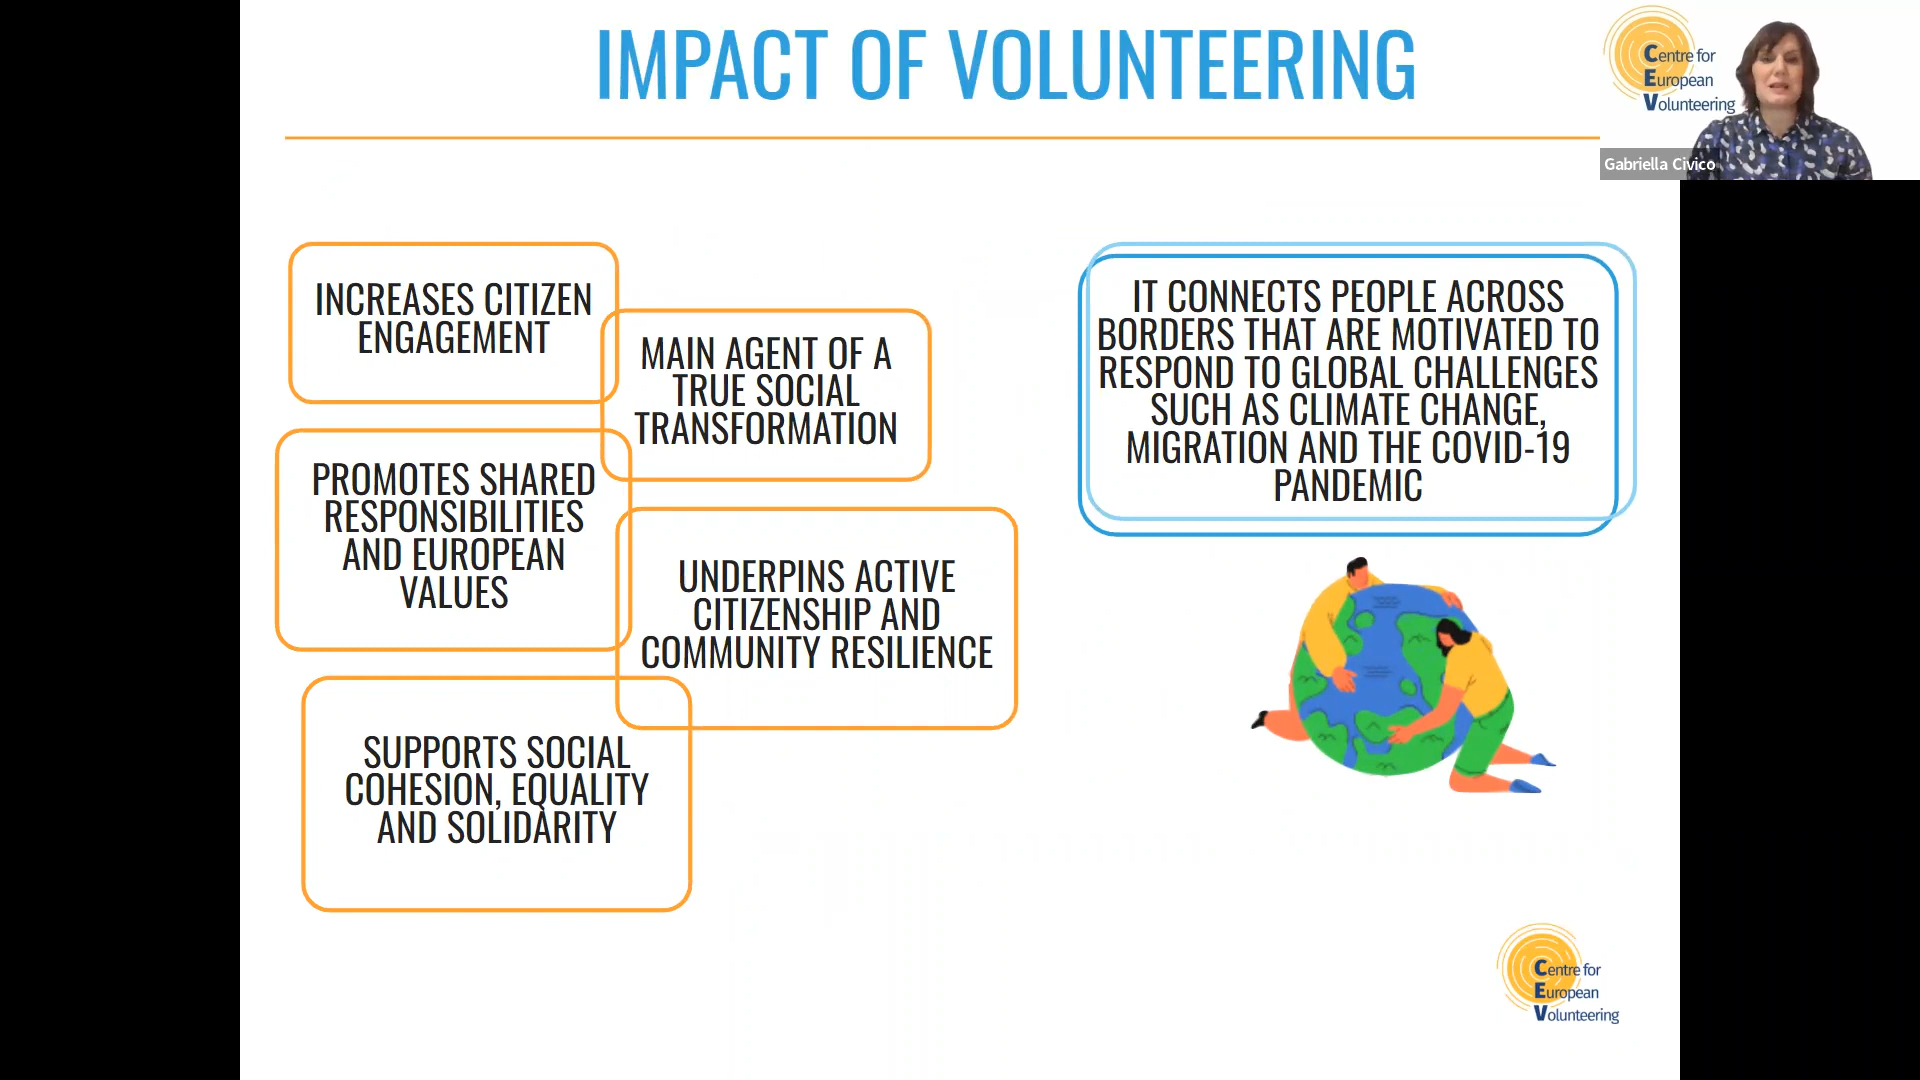 IMPACT OF VOLUNTEERING
Centre for
European
Volunteering
Gabriella Civico
INCREASES CITIZEN
ENGAGEMENT
MAIN AGENT OF A
TRUE SOCIAL
TRANSFORMATION
PROMOTES SHARED
RESPONSIBILITIES
AND EUROPEAN
VALUES
UNDERPINS ACTIVE
CITIZENSHIP AND
COMMUNITY RESILIENCE
SUPPORTS SOCIAL
COHESION, EQUALITY
AND SOLIDARITY
IT CONNECTS PEOPLE ACROSS
BORDERS THAT ARE MOTIVATED TO
RESPOND TO GLOBAL CHALLENGES
SUCH AS CLIMATE CHANGE,
MIGRATION AND THE COVID-19
PANDEMIC
Centre for
European
Volunteering